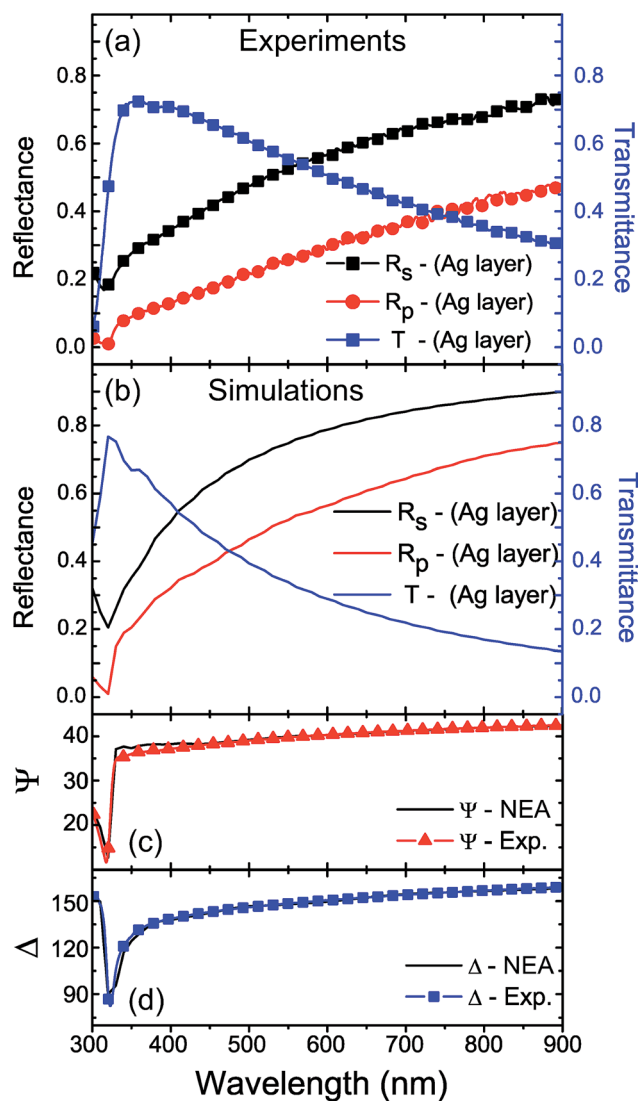 (a) Experiments
0.8
0.6
0.4
0.2
0.0
Reflectance
0.8
0.6
0.4
0.2
0.0
Transmittance
Rs - (Ag layer)
Rp - (Ag layer)
T - (Ag layer)
(b) Simulations
0.8
0.6
0.4
0.2
0.0
Reflectance
0.8
0.6
0.4
0.2
0.0
Transmittance
Rs - (Ag layer)
Rp - (Ag layer)
T - (Ag layer)
40
30
20
Ψ
Ψ - NEA
Ψ - Exp.
(c)
150
120
90
Δ
Δ - NEA
Δ - Exp.
(d)
300 400 500 600 700 800 900
Wavelength (nm)